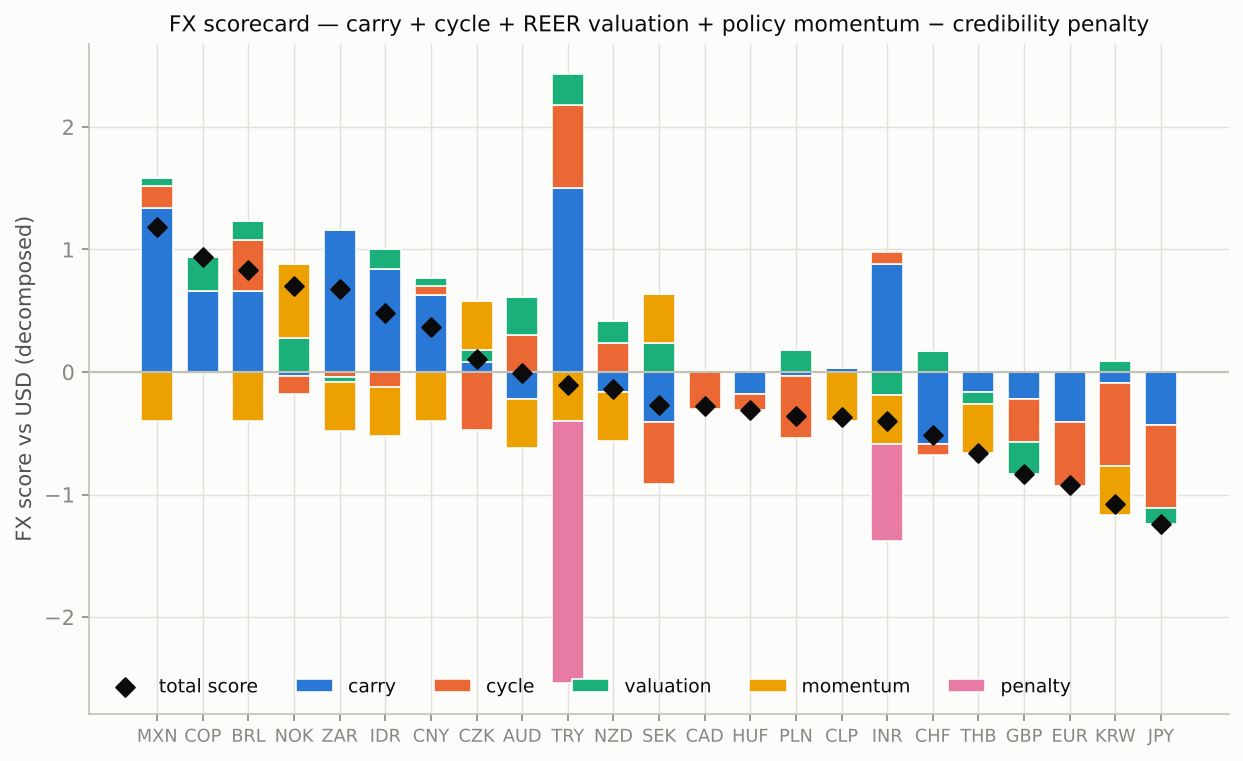 FX scorecard — carry + cycle + REER valuation + policy momentum − credibility penalty
FX score vs USD (decomposed)
2
1
0
−1
−2
total score carry cycle valuation momentum penalty
MXN COP BRL NOK ZAR IDR CNY CZK AUD TRY NZD SEK CAD HUF PLN CLP INR CHF THB GBP EUR KRW JPY